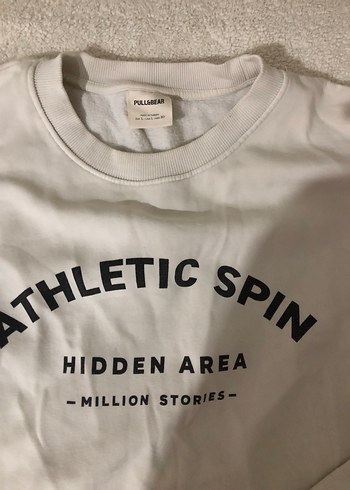 PULL&BEAR
ATHLETIC SPIN
HIDDEN AREA
-MILLION STORIES-